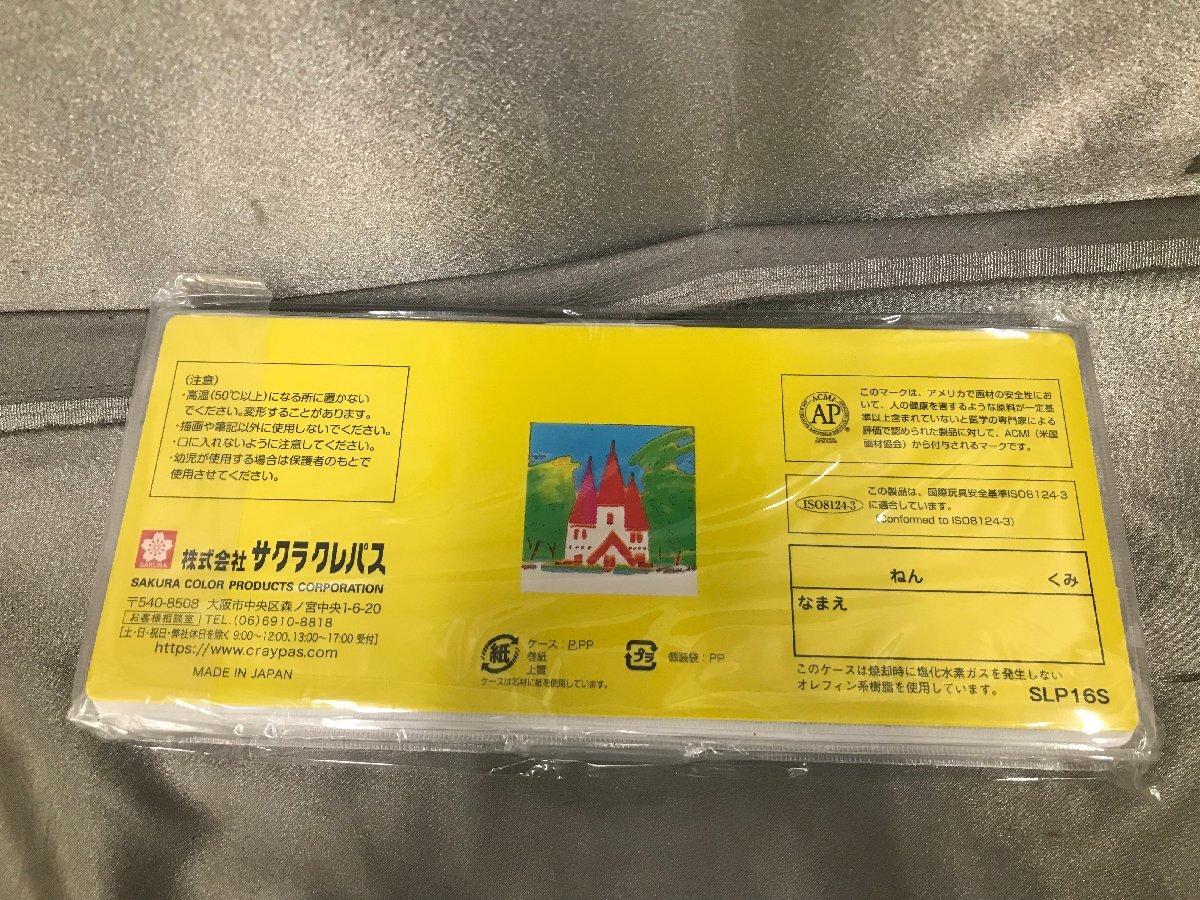 (注意)
・高温(50℃以上)になる所に置かない
でください。変形することがあります。
・描画や筆記以外に使用しないでください。
・口に入れないように注意してください。
・幼児が使用する場合は保護者のもとで
使用させてください。
SAKURA
株式会社 サクラクレパス
SAKURA COLOR PRODUCTS CORPORATION
〒540-8508 大阪市中央区森ノ宮中央1-6-20
お客様相談室 TEL.(06)6910-8818
[土・日・祝日・弊社休日を除く 9:00〜12:00、13:00〜17:00 受付]
https://www.craypas.com
MADE IN JAPAN
紙
ケース:P,PP
巻紙
上置
ケースは芯材に紙を使用しています。
プラ
個装袋:PP
ACMI
AP
このマークは、アメリカで画材の安全性にお
いて、人の健康を害するような原料が一定基
準以上含まれていないと医学の専門家による
評価で認められた製品に対して、ACMI(米国
画材協会)から付与されるマークです。
ISO8124-3
この製品は、国際玩具安全基準ISO8124-3
に適合しています。
(Conformed to ISO8124-3)
ねん くみ
なまえ
このケースは焼却時に塩化水素ガスを発生しない
オレフィン系樹脂を使用しています。
SLP16S